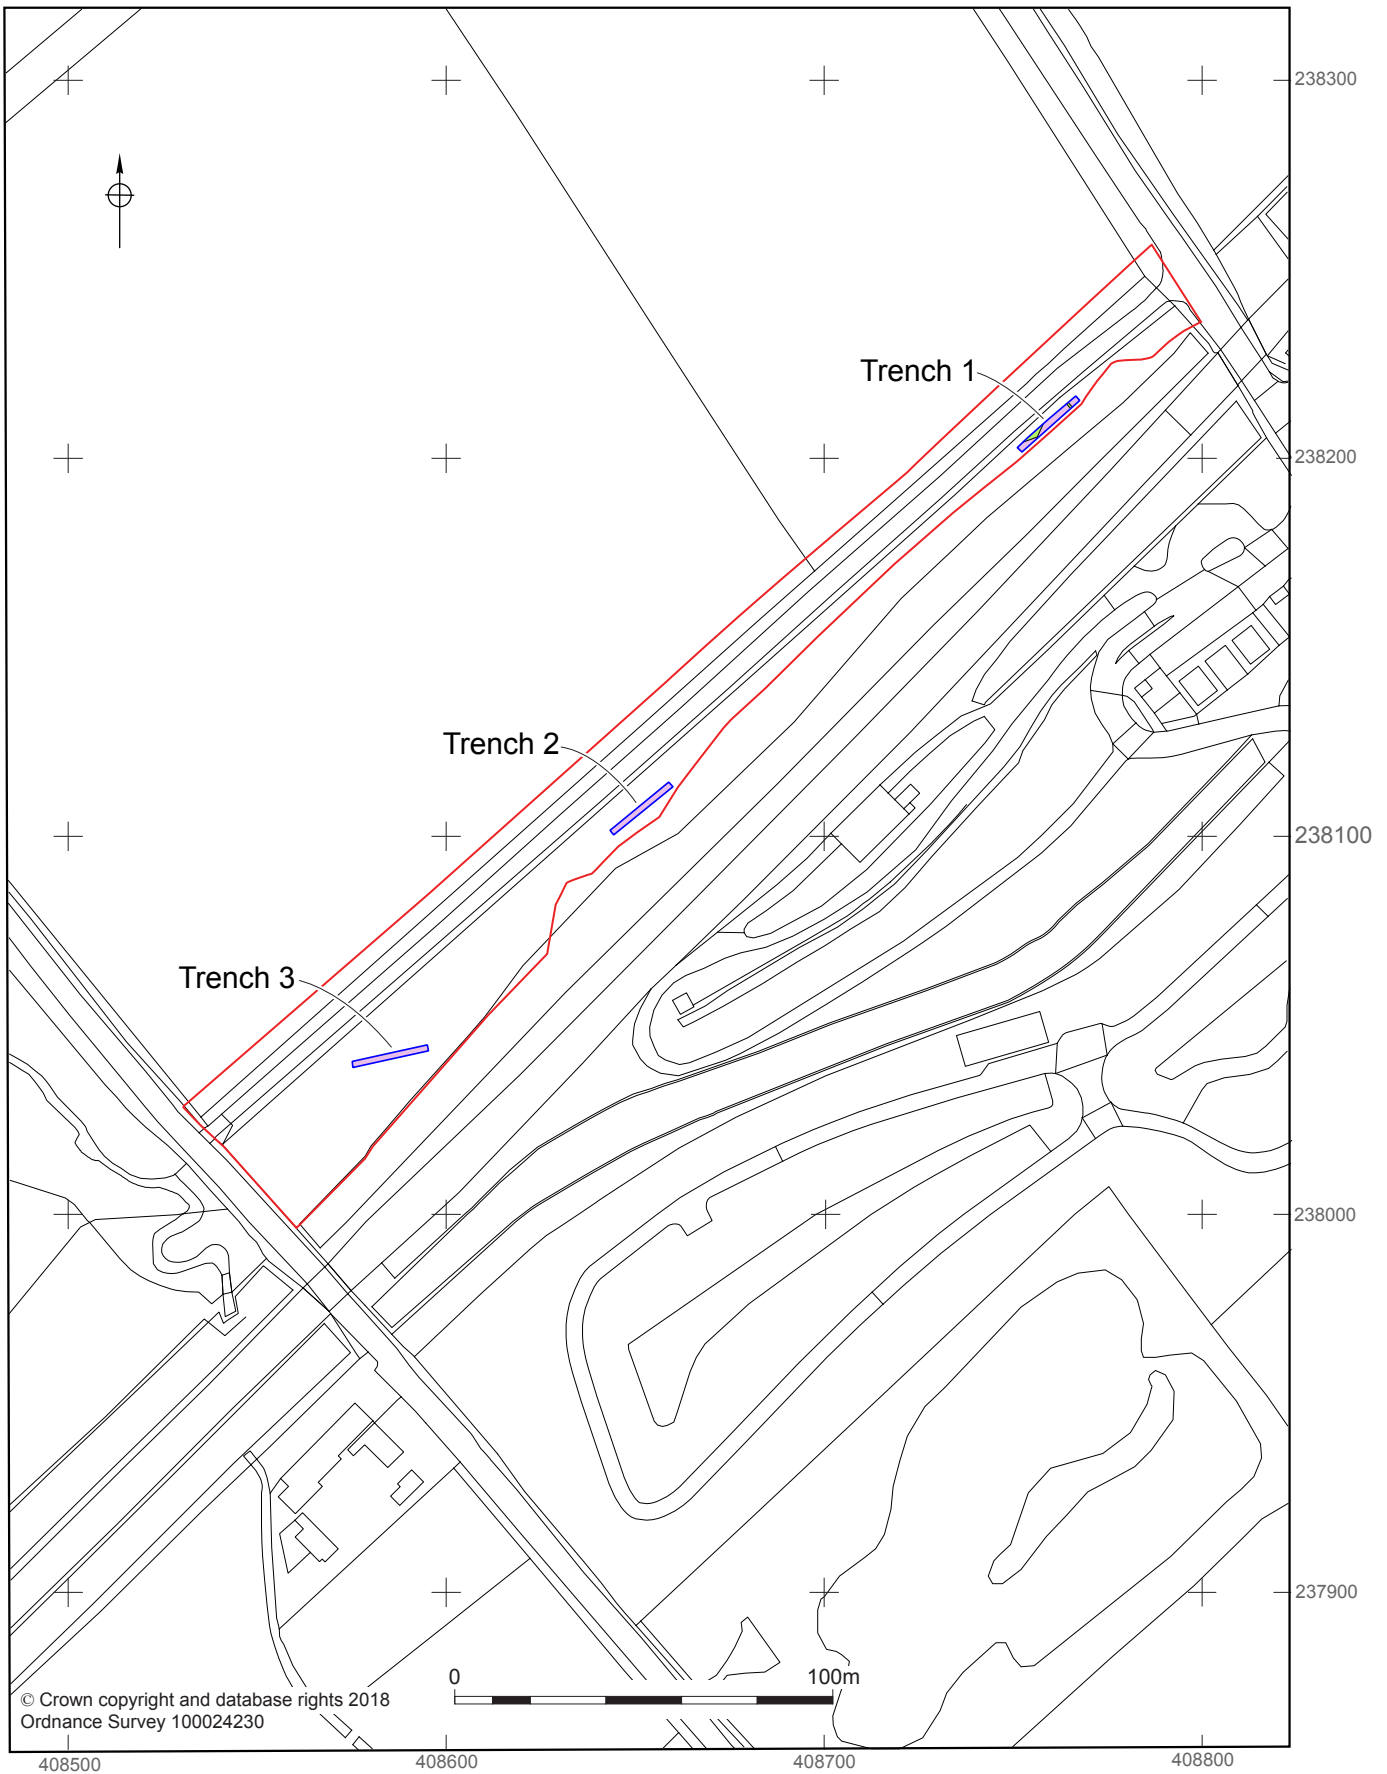 238300
Trench 1
238200
Trench 2
238100
Trench 3
238000
237900
0 100m
© Crown copyright and database rights 2018
Ordnance Survey 100024230
408500 408600 408700 408800